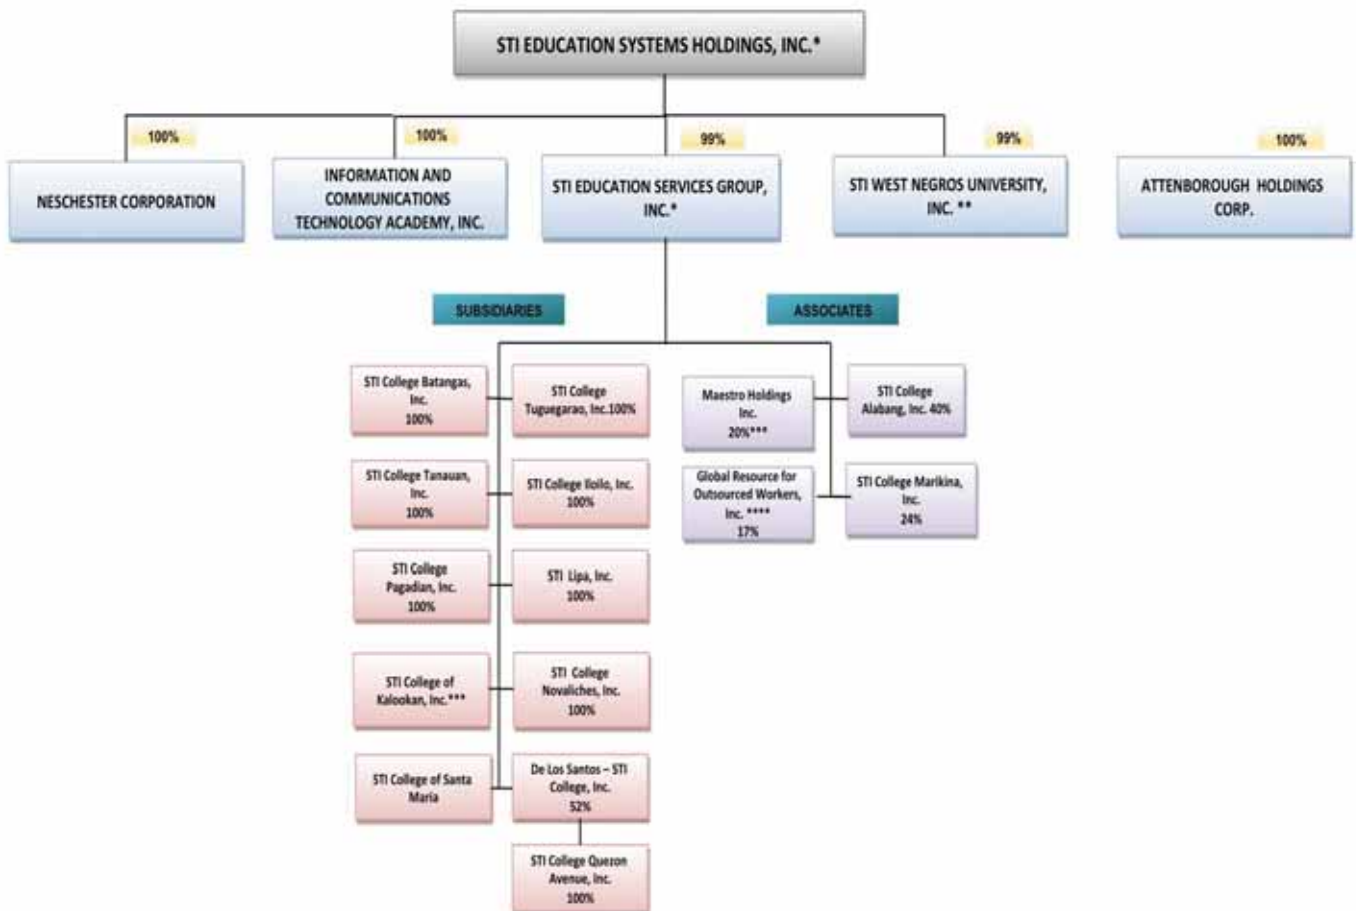 STI EDUCATION SYSTEMS HOLDINGS, INC.*
100%
100%
99%
99%
100%
NESCHESTER CORPORATION
INFORMATION AND
COMMUNICATIONS
TECHNOLOGY ACADEMY, INC.
STI EDUCATION SERVICES GROUP,
INC.*
STI WEST NEGROS UNIVERSITY,
INC. **
ATTENBOROUGH HOLDINGS
CORP.
SUBSIDIARIES
ASSOCIATES
STI College Batangas,
Inc.
100%
STI College
Tuguegarao, Inc.100%
Maestro Holdings
Inc.
20%***
STI College
Alabang, Inc. 40%
STI College Tanauan,
Inc.
100%
STI College Iloilo, Inc.
100%
Global Resource for
Outsourced Workers,
Inc. ****
17%
STI College Marikina,
Inc.
24%
STI College
Pagadian, Inc.
100%
STI Lipa, Inc.
100%
STI College of
Kalookan, Inc.***
STI College
Novaliches, Inc.
100%
STI College of Santa
Maria
De Los Santos – STI
College, Inc.
52%
STI College Quezon
Avenue, Inc.
100%